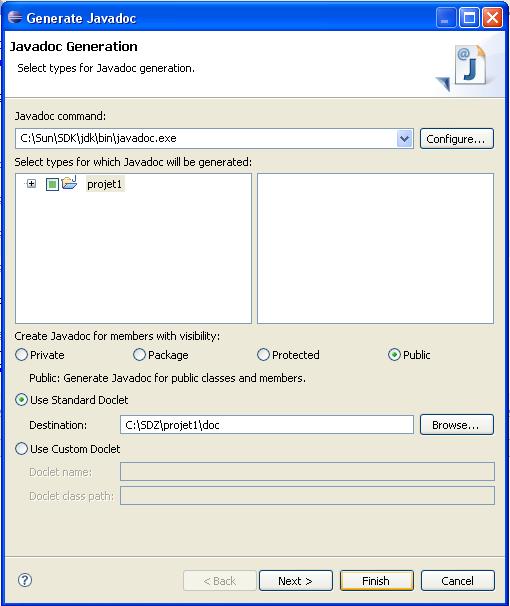 Generate Javadoc
Javadoc Generation
Select types for Javadoc generation.
@
J
Javadoc command:
C:\Sun\SDK\jdk\bin\javadoc.exe
Configure...
Select types for which Javadoc will be generated:
projet1
Create Javadoc for members with visibility:
Private Package Protected Public
Public: Generate Javadoc for public classes and members.
Use Standard Doclet
Destination: C:\SDZ\projet1\doc Browse...
Use Custom Doclet
Doclet name:
Doclet class path:
? < Back Next > Finish Cancel